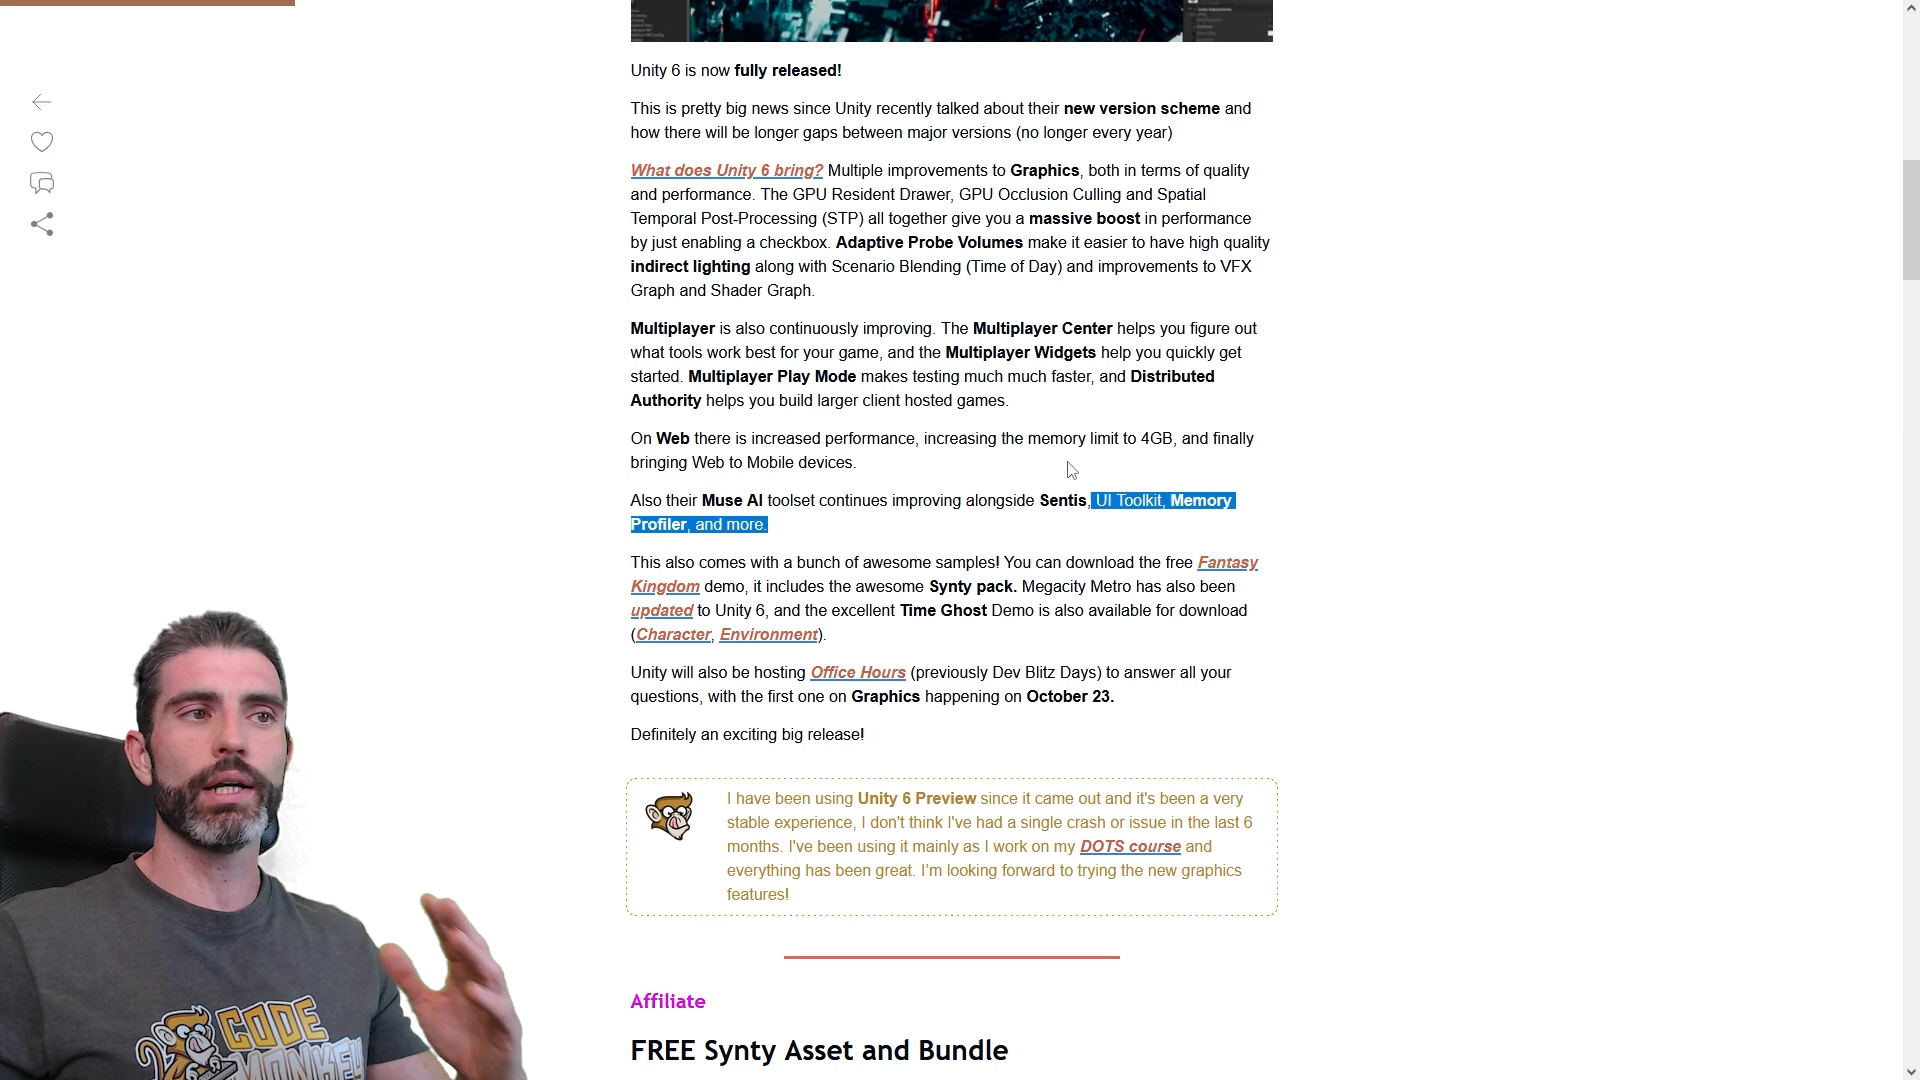 Unity 6 is now fully released!
This is pretty big news since Unity recently talked about their new version scheme and
how there will be longer gaps between major versions (no longer every year)
What does Unity 6 bring? Multiple improvements to Graphics, both in terms of quality
and performance. The GPU Resident Drawer, GPU Occlusion Culling and Spatial
Temporal Post-Processing (STP) all together give you a massive boost in performance
by just enabling a checkbox. Adaptive Probe Volumes make it easier to have high quality
indirect lighting along with Scenario Blending (Time of Day) and improvements to VFX
Graph and Shader Graph.
Multiplayer is also continuously improving. The Multiplayer Center helps you figure out
what tools work best for your game, and the Multiplayer Widgets help you quickly get
started. Multiplayer Play Mode makes testing much much faster, and Distributed
Authority helps you build larger client hosted games.
On Web there is increased performance, increasing the memory limit to 4GB, and finally
bringing Web to Mobile devices.
Also their Muse AI toolset continues improving alongside Sentis, UI Toolkit, Memory
Profiler, and more.
This also comes with a bunch of awesome samples! You can download the free Fantasy
Kingdom demo, it includes the awesome Synty pack. Megacity Metro has also been
updated to Unity 6, and the excellent Time Ghost Demo is also available for download
(Character, Environment).
Unity will also be hosting Office Hours (previously Dev Blitz Days) to answer all your
questions, with the first one on Graphics happening on October 23.
Definitely an exciting big release!
I have been using Unity 6 Preview since it came out and it's been a very
stable experience, I don't think I've had a single crash or issue in the last 6
months. I've been using it mainly as I work on my DOTS course and
everything has been great. I'm looking forward to trying the new graphics
features!
Affiliate
FREE Synty Asset and Bundle
CODE
MONKEY